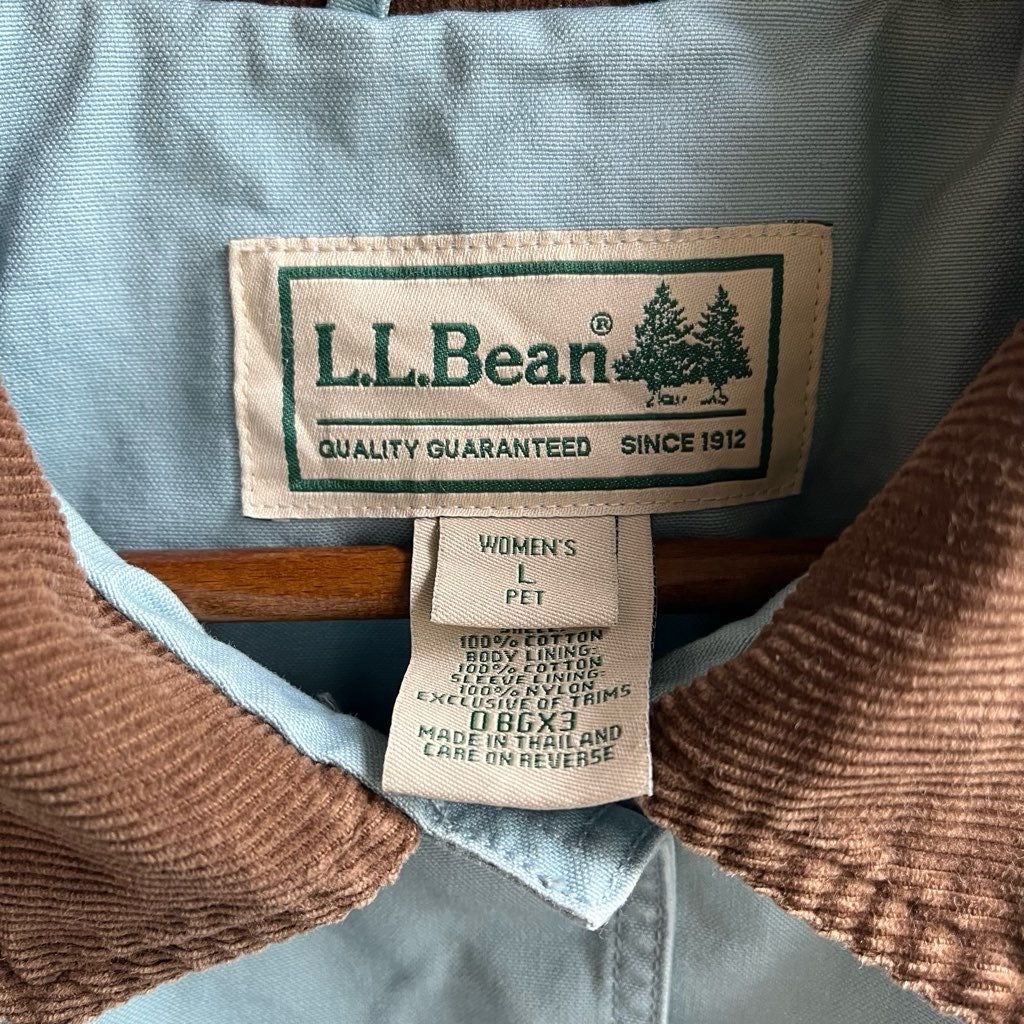 L.L.Bean®
QUALITY GUARANTEED SINCE 1912
WOMEN'S
L
PET
100% COTTON
BODY LINING:
100% COTTON
SLEEVE LINING:
100% NYLON
EXCLUSIVE OF TRIMS
0BGX3
MADE IN THAILAND
CARE ON REVERSE